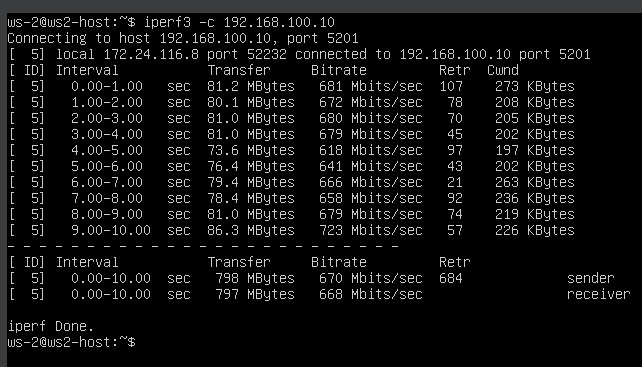 ws-2@ws2-host:~$ iperf3 -c 192.168.100.10
Connecting to host 192.168.100.10, port 5201
[  5] local 172.24.116.8 port 52232 connected to 192.168.100.10 port 5201
[ ID] Interval           Transfer     Bitrate         Retr  Cwnd
[  5]   0.00-1.00   sec  81.2 MBytes   681 Mbits/sec  107    273 KBytes
[  5]   1.00-2.00   sec  80.1 MBytes   672 Mbits/sec   78    208 KBytes
[  5]   2.00-3.00   sec  81.0 MBytes   680 Mbits/sec   70    205 KBytes
[  5]   3.00-4.00   sec  81.0 MBytes   679 Mbits/sec   45    202 KBytes
[  5]   4.00-5.00   sec  73.6 MBytes   618 Mbits/sec   97    197 KBytes
[  5]   5.00-6.00   sec  76.4 MBytes   641 Mbits/sec   43    202 KBytes
[  5]   6.00-7.00   sec  79.4 MBytes   666 Mbits/sec   21    263 KBytes
[  5]   7.00-8.00   sec  78.4 MBytes   658 Mbits/sec   92    236 KBytes
[  5]   8.00-9.00   sec  81.0 MBytes   679 Mbits/sec   74    219 KBytes
[  5]   9.00-10.00  sec  86.3 MBytes   723 Mbits/sec   57    226 KBytes
- - - - - - - - - - - - - - - - - - - - - - - - -
[ ID] Interval           Transfer     Bitrate         Retr
[  5]   0.00-10.00  sec   798 MBytes   670 Mbits/sec  684             sender
[  5]   0.00-10.00  sec   797 MBytes   668 Mbits/sec                  receiver
iperf Done.
ws-2@ws2-host:~$